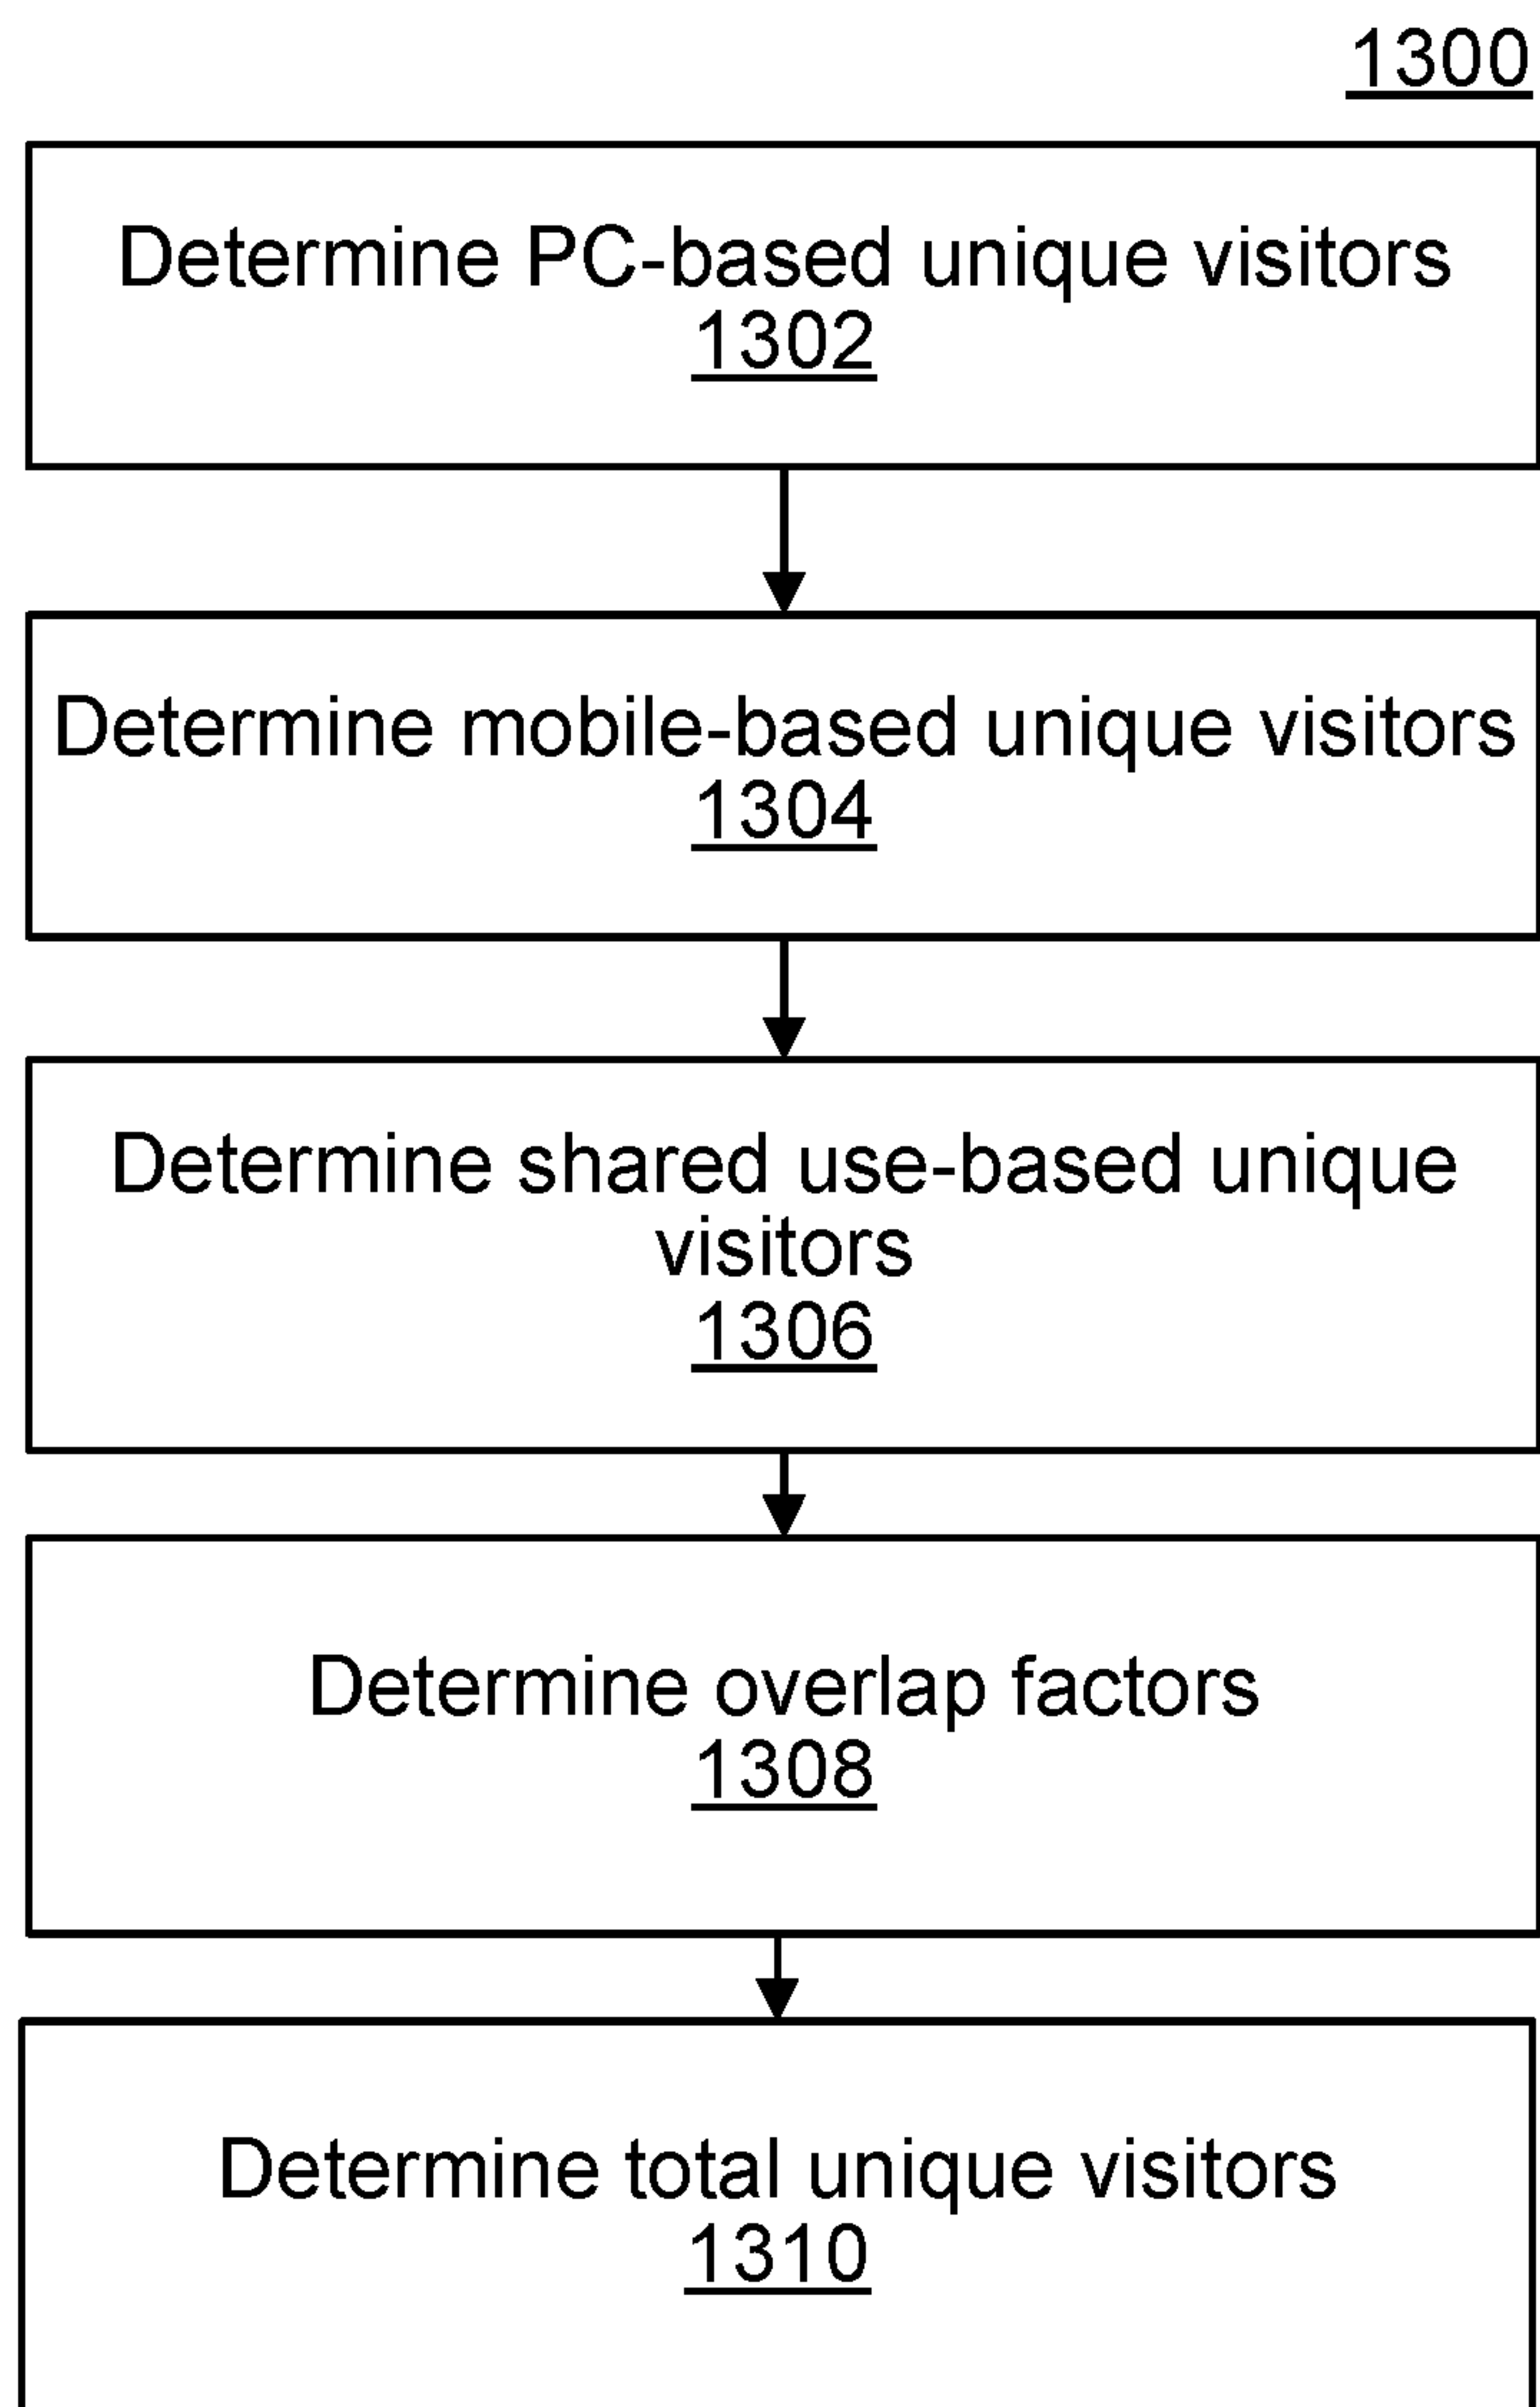 1300
Determine PC-based unique visitors
1302
Determine mobile-based unique visitors
1304
Determine shared use-based unique
visitors
1306
Determine overlap factors
1308
Determine total unique visitors
1310